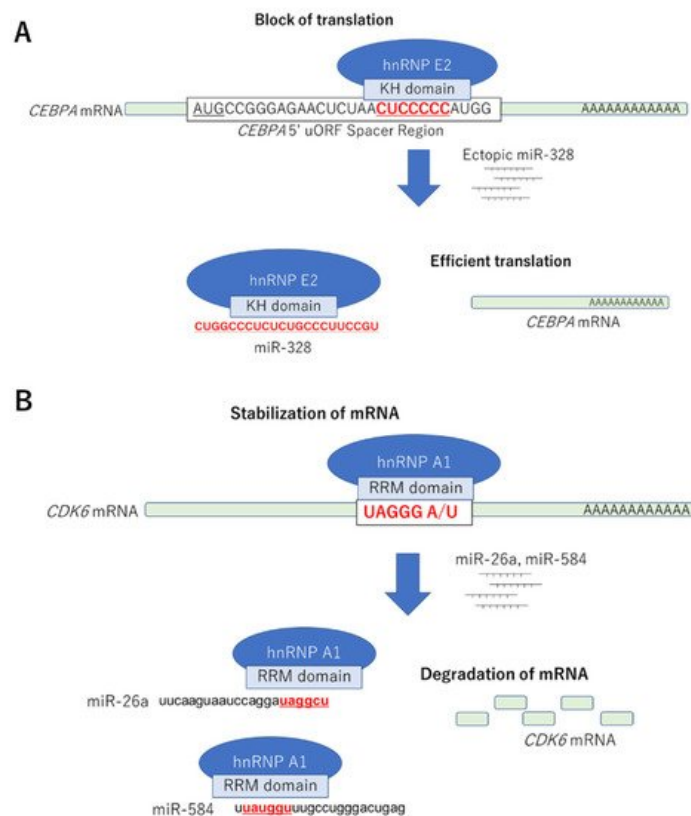 A
Block of translation
hnRNP E2
KH domain
CEBPA mRNA
AUGCCGGGAGAACUCUAACUCCCCCAUGG
AAAAAAAAAAAA
CEBPA 5' uORF Spacer Region
Ectopic miR-328
Efficient translation
hnRNP E2
KH domain
CUGGCCCUCUCUGCCCUUCCGU
miR-328
AAAAAAAAAAAA
CEBPA mRNA
B
Stabilization of mRNA
hnRNP A1
RRM domain
CDK6 mRNA
UAGGG A/U
AAAAAAAAAAAA
miR-26a, miR-584
hnRNP A1
RRM domain
miR-26a uucaaguaauccaggauaggcu
Degradation of mRNA
CDK6 mRNA
hnRNP A1
RRM domain
miR-584 uuauggUuugccugggacugag